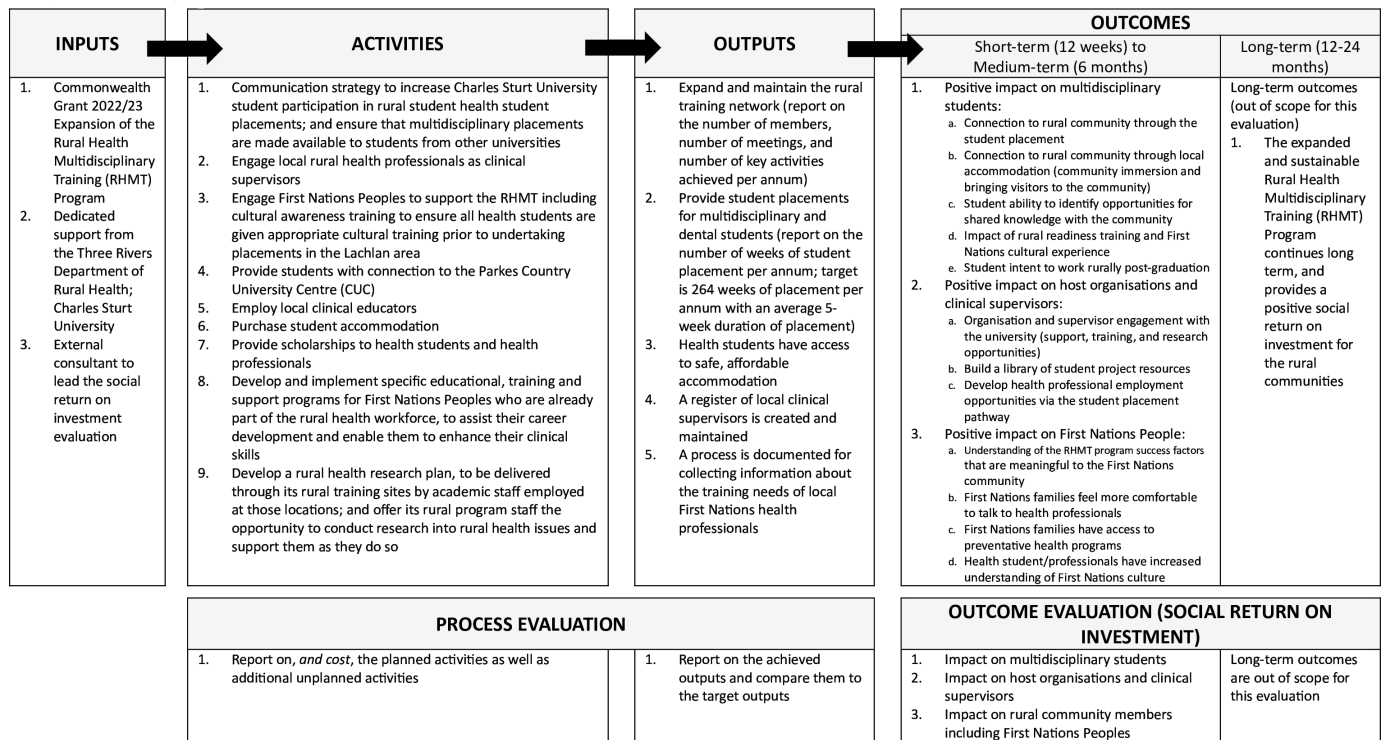 INPUTS
1. Commonwealth
Grant 2022/23
Expansion of the
Rural Health
Multidisciplinary
Training (RHMT)
Program
2. Dedicated
support from
the Three Rivers
Department of
Rural Health;
Charles Sturt
University
3. External
consultant to
lead the social
return on
investment
evaluation
ACTIVITIES
1. Communication strategy to increase Charles Sturt University
student participation in rural student health student
placements; and ensure that multidisciplinary placements
are made available to students from other universities
2. Engage local rural health professionals as clinical
supervisors
3. Engage First Nations Peoples to support the RHMT including
cultural awareness training to ensure all health students are
given appropriate cultural training prior to undertaking
placements in the Lachlan area
4. Provide students with connection to the Parkes Country
University Centre (CUC)
5. Employ local clinical educators
6. Purchase student accommodation
7. Provide scholarships to health students and health
professionals
8. Develop and implement specific educational, training and
support programs for First Nations Peoples who are already
part of the rural health workforce, to assist their career
development and enable them to enhance their clinical
skills
9. Develop a rural health research plan, to be delivered
through its rural training sites by academic staff employed
at those locations; and offer its rural program staff the
opportunity to conduct research into rural health issues and
support them as they do so
OUTPUTS
1. Expand and maintain the rural
training network (report on
the number of members,
number of meetings, and
number of key activities
achieved per annum)
2. Provide student placements
for multidisciplinary and
dental students (report on the
number of weeks of student
placement per annum; target
is 264 weeks of placement per
annum with an average 5-
week duration of placement)
3. Health students have access
to safe, affordable
accommodation
4. A register of local clinical
supervisors is created and
maintained
5. A process is documented for
collecting information about
the training needs of local
First Nations health
professionals
OUTCOMES
Short-term (12 weeks) to
Medium-term (6 months)
1. Positive impact on multidisciplinary
students:
a. Connection to rural community through the
student placement
b. Connection to rural community through local
accommodation (community immersion and
bringing visitors to the community)
c. Student ability to identify opportunities for
shared knowledge with the community
d. Impact of rural readiness training and First
Nations cultural experience
e. Student intent to work rurally post-graduation
2. Positive impact on host organisations and
clinical supervisors:
a. Organisation and supervisor engagement with
the university (support, training, and research
opportunities)
b. Build a library of student project resources
c. Develop health professional employment
opportunities via the student placement
pathway
3. Positive impact on First Nations People:
a. Understanding of the RHMT program success factors
that are meaningful to the First Nations
community
b. First Nations families feel more comfortable
to talk to health professionals
c. First Nations families have access to
preventative health programs
d. Health student/professionals have increased
understanding of First Nations culture
Long-term (12-24
months)
Long-term outcomes
(out of scope for this
evaluation)
1. The expanded
and sustainable
Rural Health
Multidisciplinary
Training (RHMT)
Program
continues long
term, and
provides a
positive social
return on
investment for
the rural
communities
PROCESS EVALUATION
1. Report on, and cost, the planned activities as well as
additional unplanned activities
1. Report on the achieved
outputs and compare them to
the target outputs
OUTCOME EVALUATION (SOCIAL RETURN ON
INVESTMENT)
1. Impact on multidisciplinary students
2. Impact on host organisations and clinical
supervisors
3. Impact on rural community members
including First Nations Peoples
Long-term outcomes
are out of scope for
this evaluation